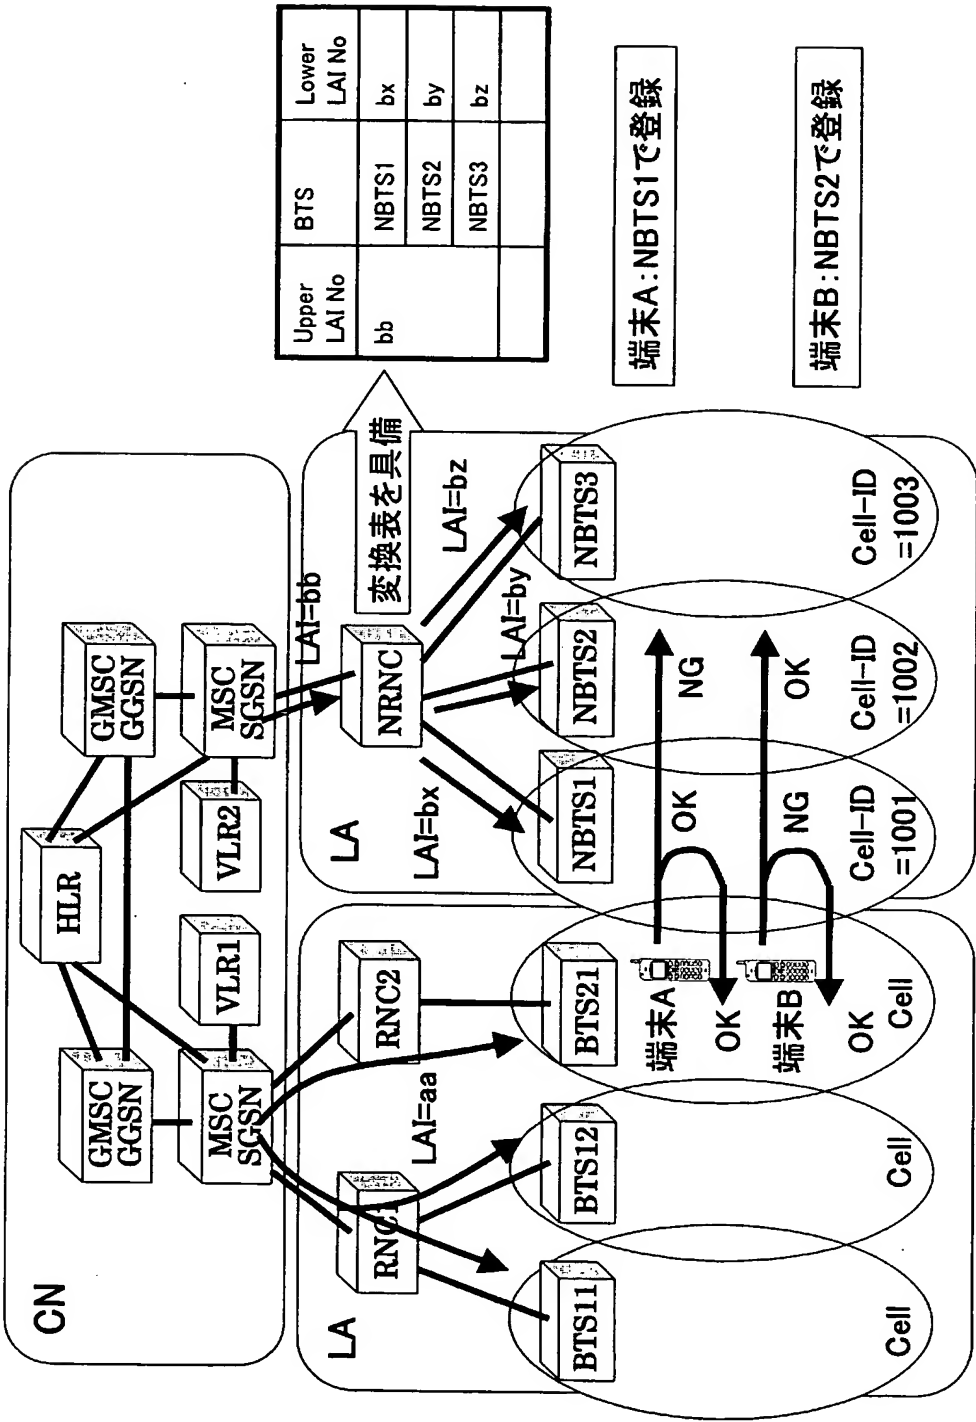 CN
HLR
GMSC
GGSN
GMSC
GGSN
MSC
SGSN
VLR1
VLR2
MSC
SGSN
LA
RNC1
LAI=aa
RNC2
BTS11
BTS12
BTS21
Cell
Cell
Cell
端末A
OK
端末B
OK
LA
LAI=bb
NRNC
変換表を具備
LAI=bx
LAI=by
LAI=bz
NBTS1
NBTS2
NBTS3
OK
NG
NG
OK
Cell-ID
=1001
Cell-ID
=1002
Cell-ID
=1003
Upper
LAI No
BTS
Lower
LAI No
bb
NBTS1
bx
NBTS2
by
NBTS3
bz
端末A:NBTS1で登録
端末B:NBTS2で登録